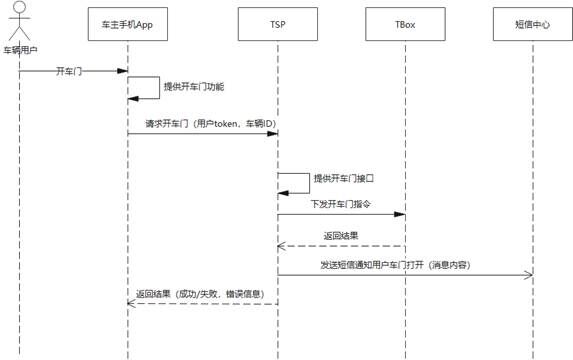 车主手机App
TSP
TBox
短信中心
车辆用户
开车门
提供开车门功能
请求开车门（用户token、车辆ID）
提供开车门接口
下发开车门指令
返回结果
发送短信通知用户车门打开（消息内容）
返回结果（成功/失败、错误信息）